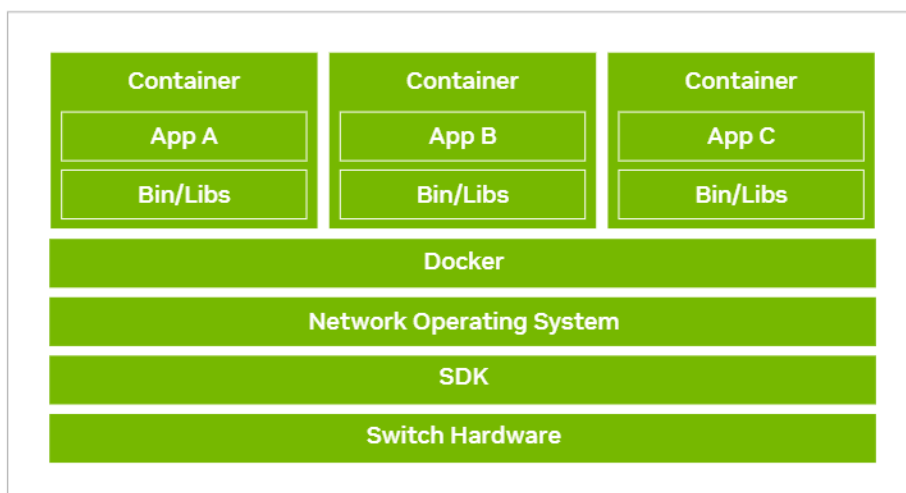 Container
App A
Bin/Libs
Container
App B
Bin/Libs
Container
App C
Bin/Libs
Docker
Network Operating System
SDK
Switch Hardware